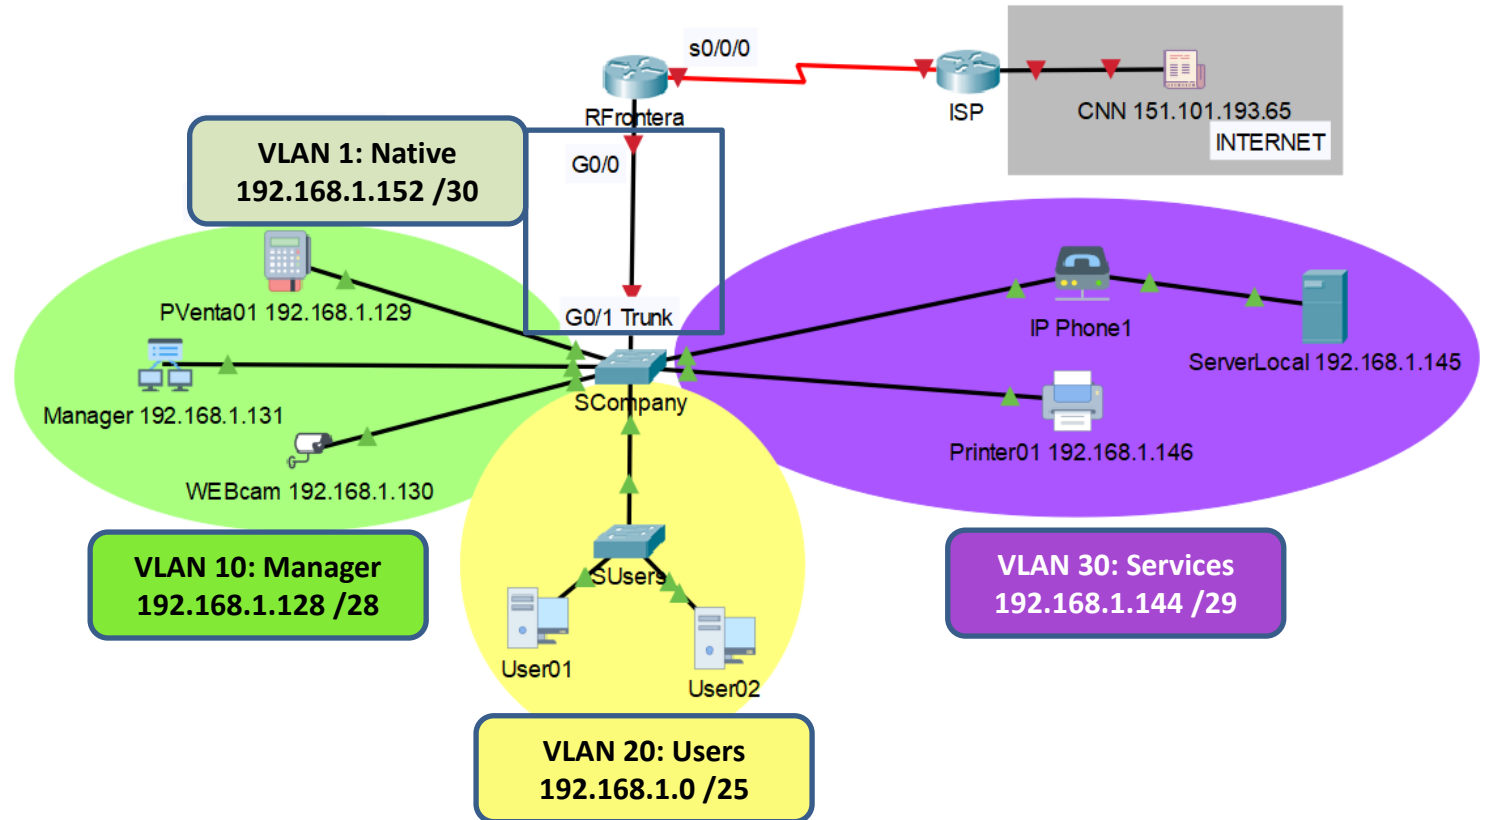 s0/0/0
RFrontera
ISP
CNN 151.101.193.65
INTERNET
G0/0
VLAN 1: Native
192.168.1.152 /30
G0/1 Trunk
PVenta01 192.168.1.129
Manager 192.168.1.131
WEBcam 192.168.1.130
SCompany
IP Phone1
ServerLocal 192.168.1.145
Printer01 192.168.1.146
VLAN 10: Manager
192.168.1.128 /28
SUsers
User01
User02
VLAN 30: Services
192.168.1.144 /29
VLAN 20: Users
192.168.1.0 /25